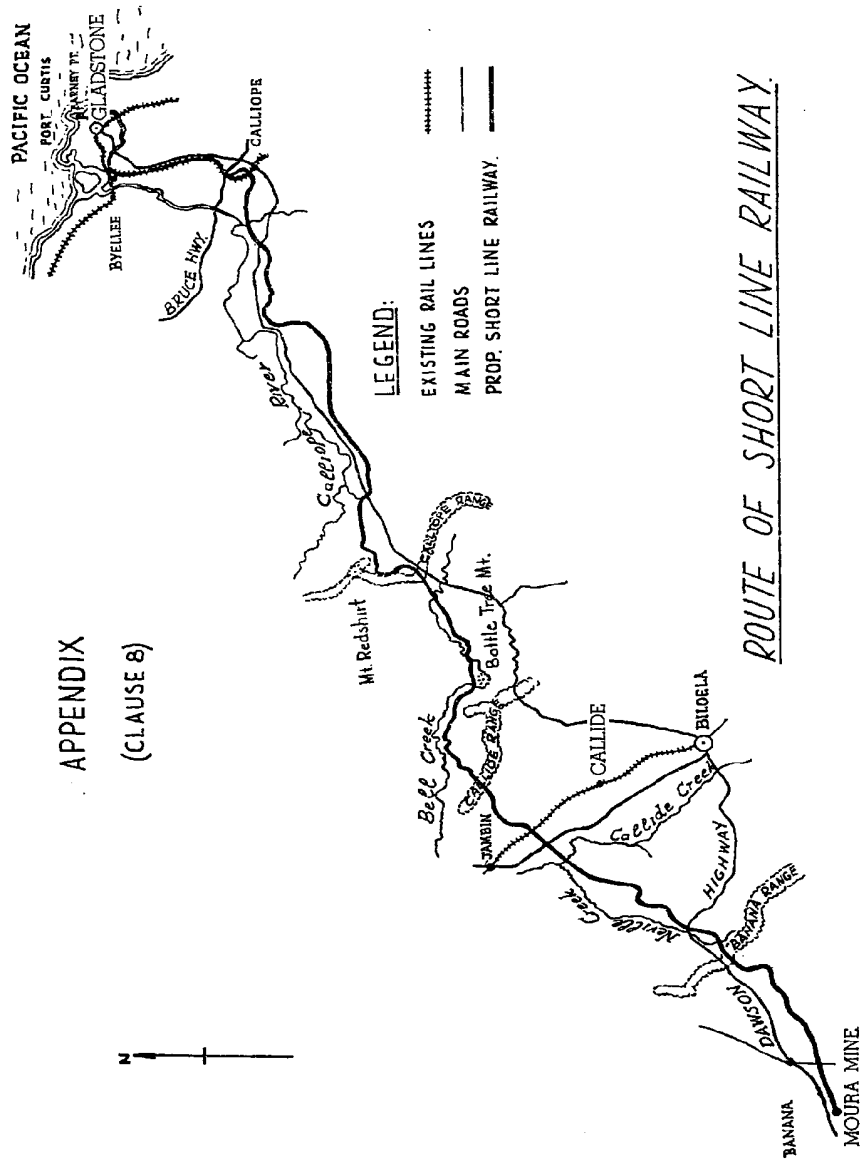 APPENDIX
(CLAUSE 8)
N
PACIFIC OCEAN
PORT CURTIS
GLADSTONE
BYELLEE
CALLIOPE
BRUCE HWY.
Calliope River
Mt. Redshirt
CALLIOPE RANGE
Bell Creek
Battle Tree Mt.
CALLIDE RANGE
JAMBIN
CALLIDE
BILOELA
Callide Creek
Neville Creek
DAWSON HIGHWAY
BANANA RANGE
BANANA
MOURA MINE
LEGEND:
EXISTING RAIL LINES
MAIN ROADS
PROP. SHORT LINE RAILWAY.
ROUTE OF SHORT LINE RAILWAY.